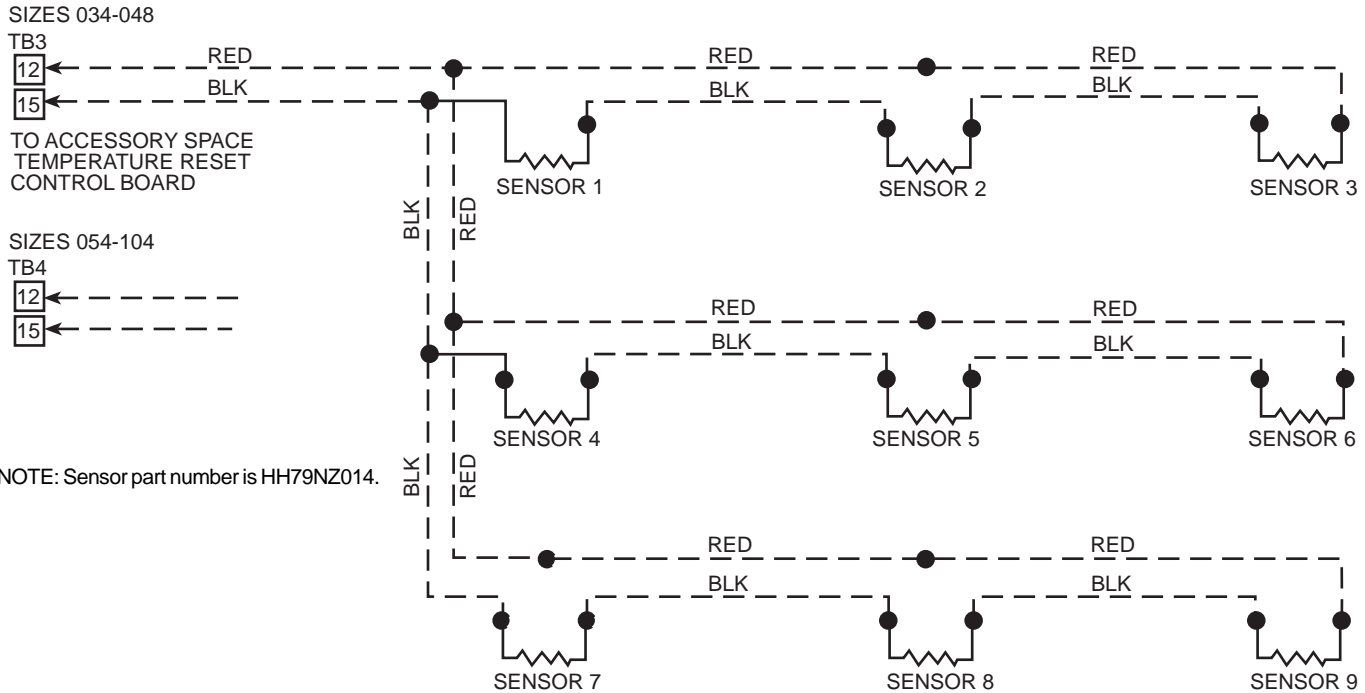 SIZES 034-048
TB3
12
15
RED
BLK
RED
BLK
RED
BLK
TO ACCESSORY SPACE
TEMPERATURE RESET
CONTROL BOARD
SENSOR 1
SENSOR 2
SENSOR 3
BLK
RED
SIZES 054-104
TB4
12
15
RED
BLK
RED
BLK
SENSOR 4
SENSOR 5
SENSOR 6
NOTE: Sensor part number is HH79NZ014.
BLK
RED
RED
BLK
RED
BLK
SENSOR 7
SENSOR 8
SENSOR 9